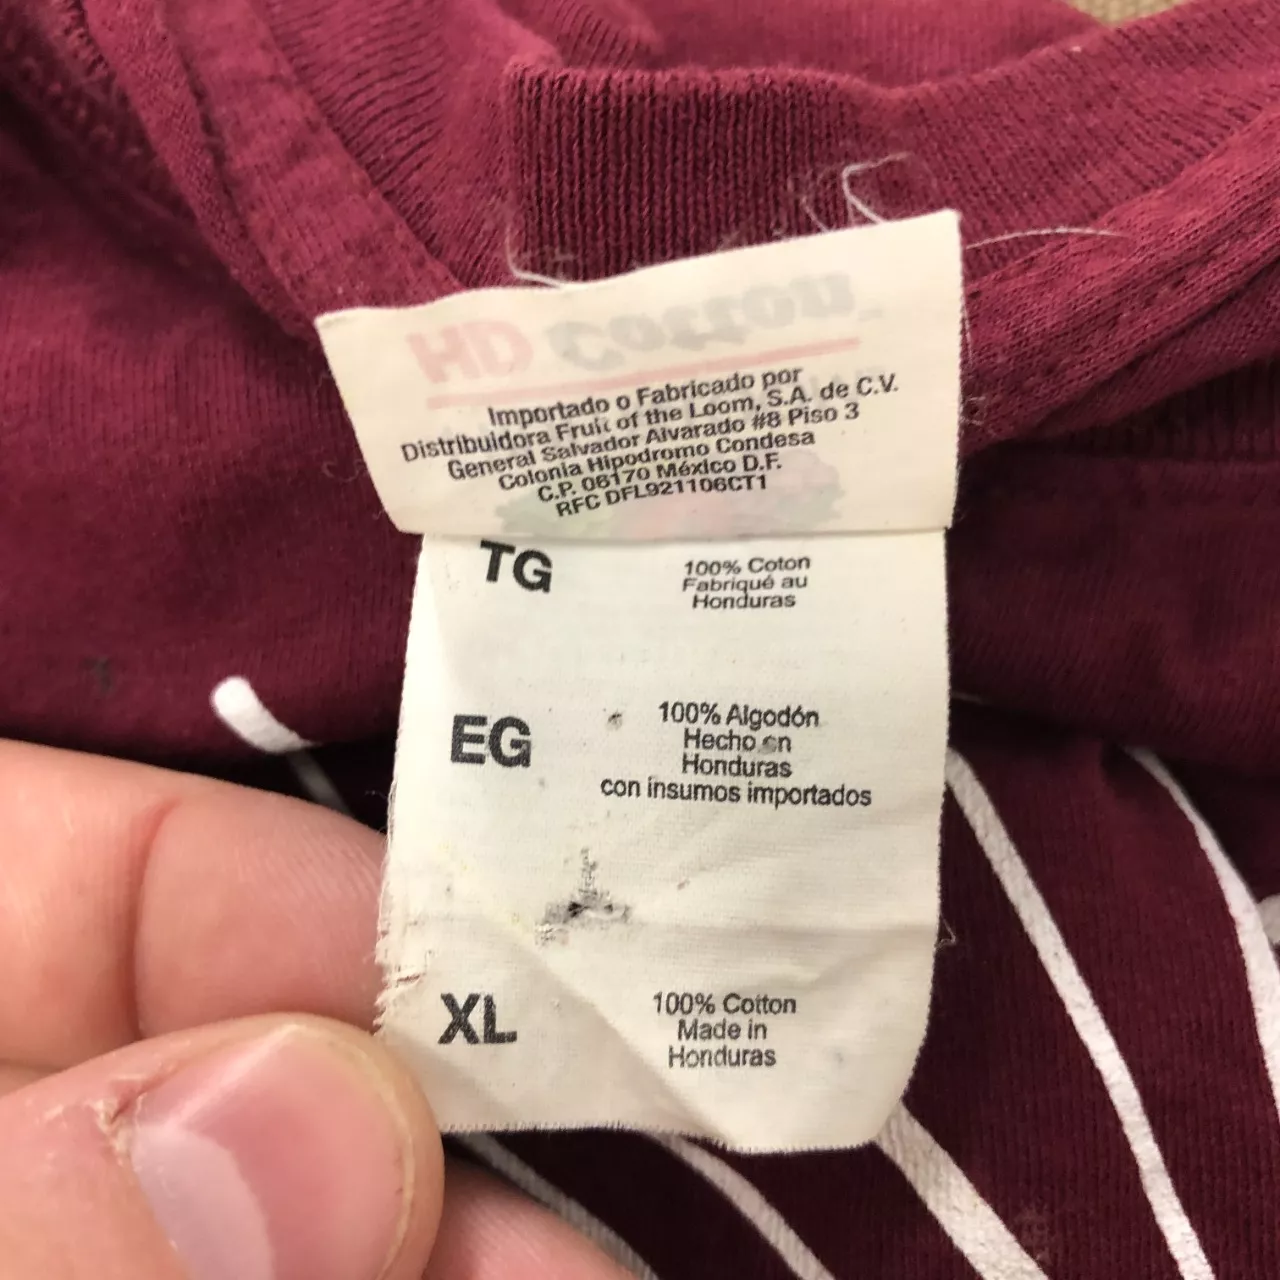 HD Cotton
Importado o Fabricado por
Distribuidora Fruit of the Loom, S.A. de C.V.
General Salvador Alvarado #8 Piso 3
Colonia Hipodromo Condesa
C.P. 06170 México D.F.
RFC DFL921106CT1
TG
100% Coton
Fabriqué au
Honduras
EG
100% Algodón
Hecho en
Honduras
con insumos importados
XL
100% Cotton
Made in
Honduras